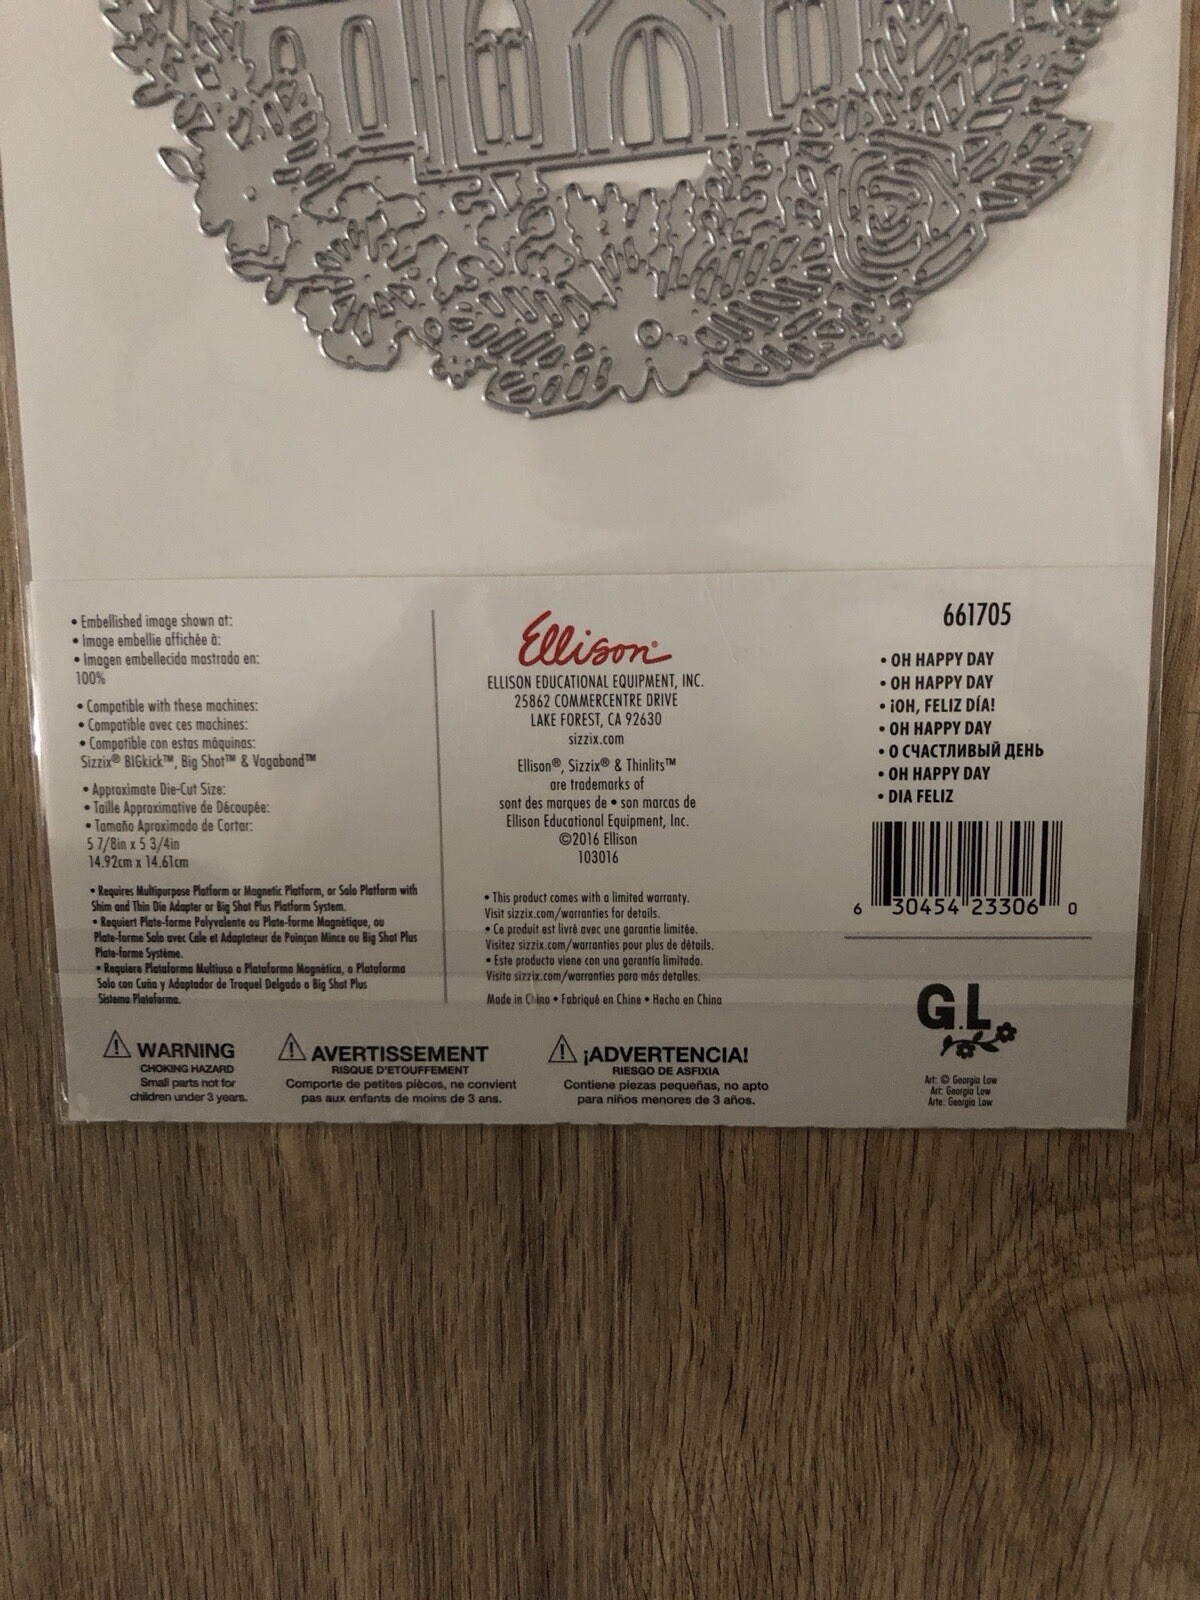 • Embellished image shown at:
• Image embellie affichée à:
• Imagen embellecida mostrada en:
100%
• Compatible with these machines:
• Compatible avec ces machines:
• Compatible con estas máquinas:
Sizzix® BIGkick™, Big Shot™ & Vagabond™
• Approximate Die-Cut Size:
• Taille Approximative de Découpée:
• Tamaño Aproximado de Cortar:
5 7/8in x 5 3/4in
14.92cm x 14.61cm
• Requires Multipurpose Platform or Magnetic Platform, or Solo Platform with
Shim and Thin Die Adapter or Big Shot Plus Platform System.
• Requiert Plate-forme Polyvalente ou Plate-forme Magnétique, ou
Plate-forme Solo avec Cale et Adaptateur de Poinçon Mince ou Big Shot Plus
Plate-forme Système.
• Requiere Plataforma Multiuso o Plataforma Magnética, o Plataforma
Solo con Cuña y Adaptador de Troquel Delgado o Big Shot Plus
Sistema Plataforma.
Ellison®
ELLISON EDUCATIONAL EQUIPMENT, INC.
25862 COMMERCENTRE DRIVE
LAKE FOREST, CA 92630
sizzix.com
Ellison®, Sizzix® & Thinlits™
are trademarks of
sont des marques de • son marcas de
Ellison Educational Equipment, Inc.
©2016 Ellison
103016
• This product comes with a limited warranty.
Visit sizzix.com/warranties for details.
• Ce produit est livré avec une garantie limitée.
Visitez sizzix.com/warranties pour plus de détails.
• Este producto viene con una garantía limitada.
Visita sizzix.com/warranties para más detalles.
Made in China • Fabriqué en Chine • Hecho en China
661705
• OH HAPPY DAY
• OH HAPPY DAY
• ¡OH, FELIZ DÍA!
• OH HAPPY DAY
• О СЧАСТЛИВЫЙ ДЕНЬ
• OH HAPPY DAY
• DIA FELIZ
6 30454 23306 0
G.L
Art: © Georgia Low
Art: Georgia Low
Arte: Georgia Low
WARNING
CHOKING HAZARD
Small parts not for
children under 3 years.
AVERTISSEMENT
RISQUE D'ETOUFFEMENT
Comporte de petites pièces, ne convient
pas aux enfants de moins de 3 ans.
¡ADVERTENCIA!
RIESGO DE ASFIXIA
Contiene piezas pequeñas, no apto
para niños menores de 3 años.